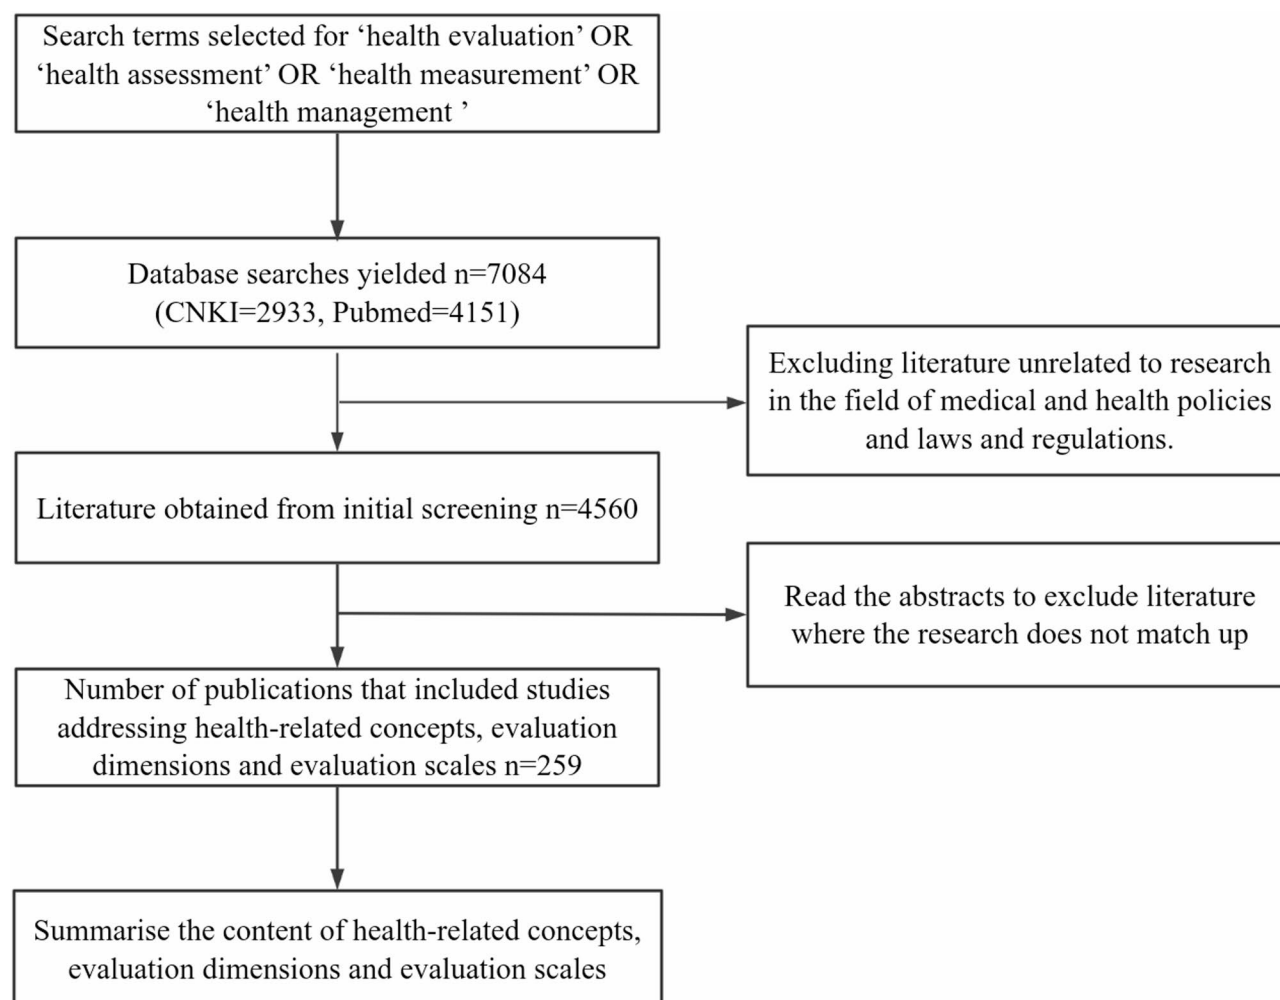 Search terms selected for ‘health evaluation’ OR
‘health assessment’ OR ‘health measurement’ OR
‘health management ’
Database searches yielded n=7084
(CNKI=2933, Pubmed=4151)
Excluding literature unrelated to research
in the field of medical and health policies
and laws and regulations.
Literature obtained from initial screening n=4560
Read the abstracts to exclude literature
where the research does not match up
Number of publications that included studies
addressing health-related concepts, evaluation
dimensions and evaluation scales n=259
Summarise the content of health-related concepts,
evaluation dimensions and evaluation scales